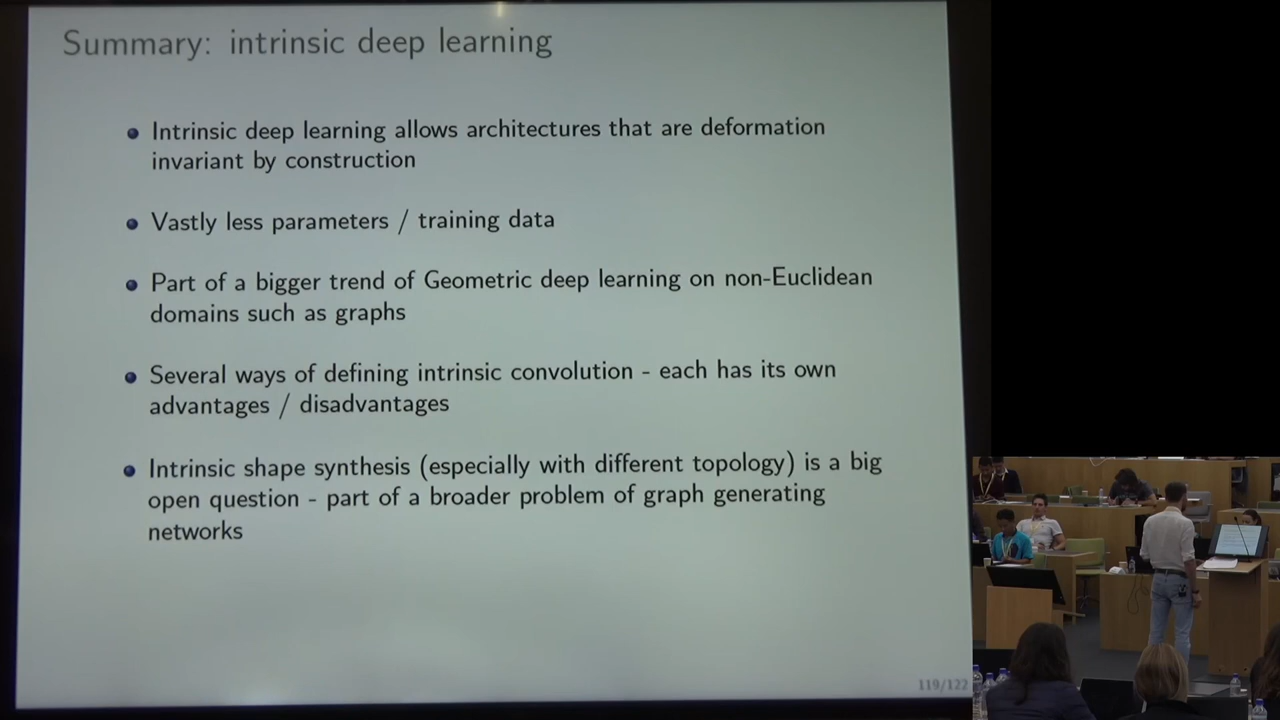 Summary: intrinsic deep learning
Intrinsic deep learning allows architectures that are deformation
invariant by construction
Vastly less parameters / training data
Part of a bigger trend of Geometric deep learning on non-Euclidean
domains such as graphs
Several ways of defining intrinsic convolution - each has its own
advantages / disadvantages
Intrinsic shape synthesis (especially with different topology) is a big
open question - part of a broader problem of graph generating
networks
119/122